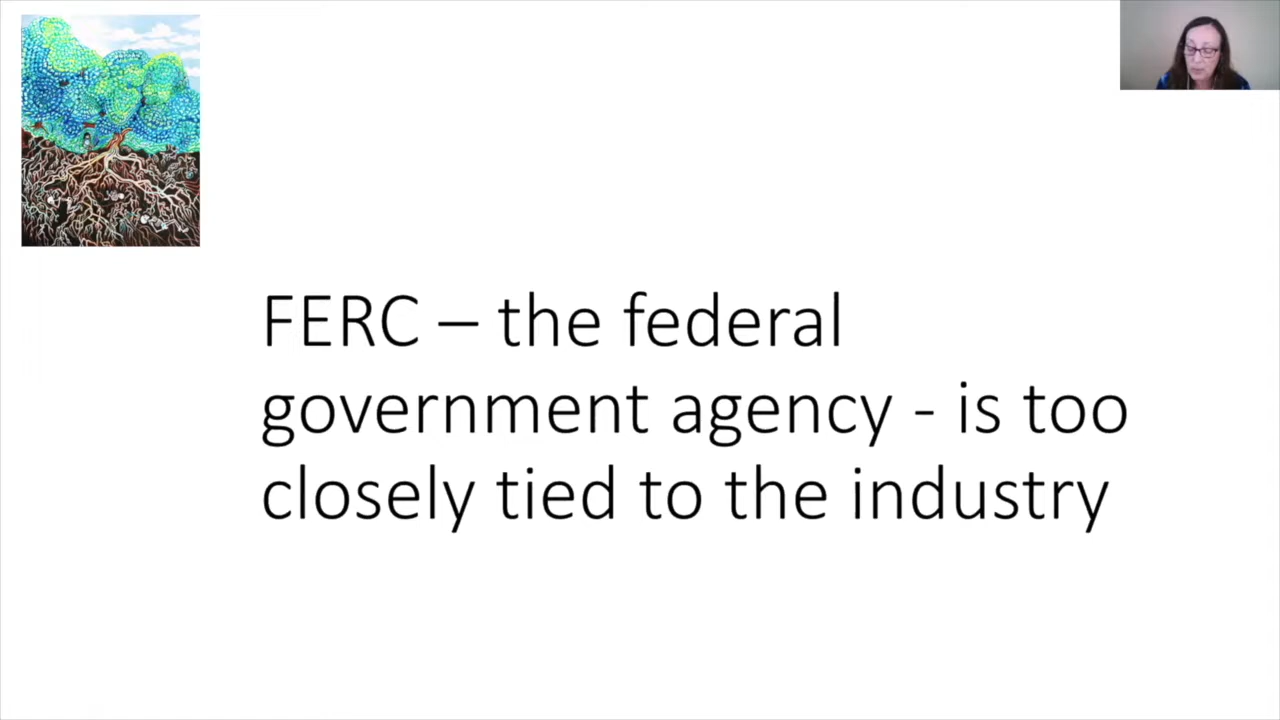 FERC – the federal
government agency - is too
closely tied to the industry